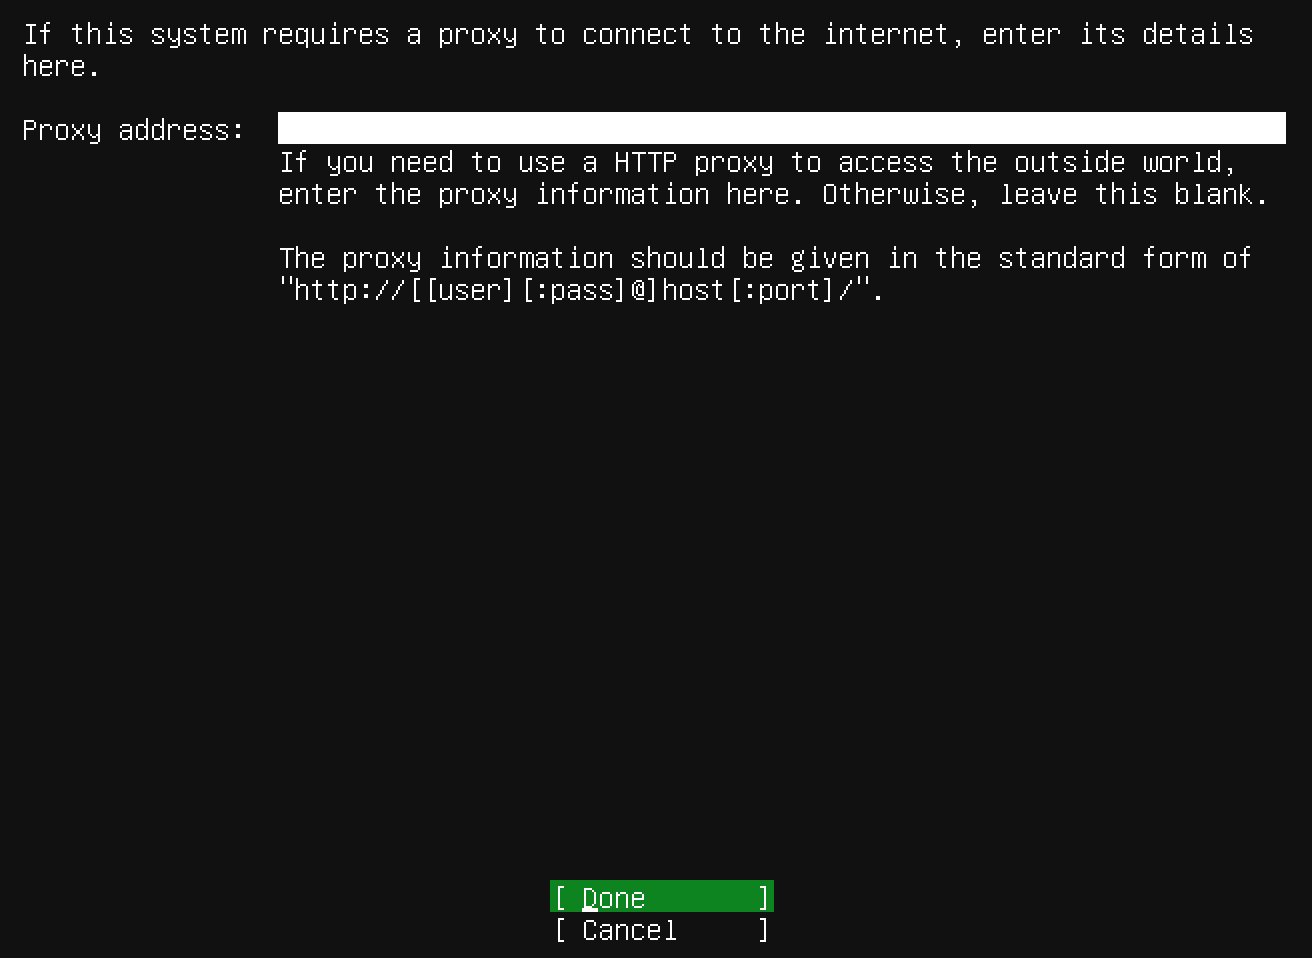 If this system requires a proxy to connect to the internet, enter its details
here.
Proxy address:
If you need to use a HTTP proxy to access the outside world,
enter the proxy information here. Otherwise, leave this blank.
The proxy information should be given in the standard form of
"http://[[user][:pass]@]host[:port]/".
[ Done ]
[ Cancel ]